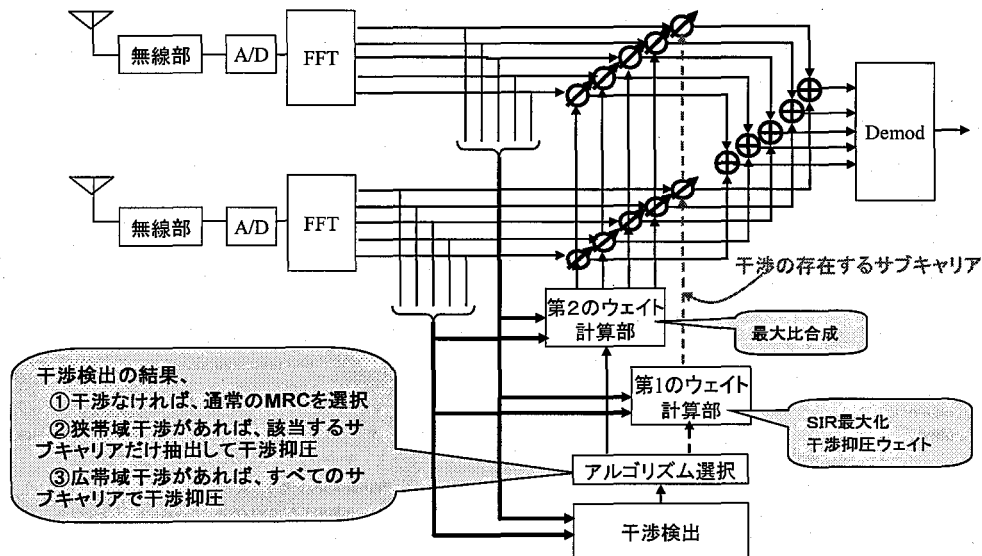 無線部
A/D
FFT
Demod
無線部
A/D
FFT
干渉の存在するサブキャリア
第2のウェイト
計算部
最大比合成
干渉検出の結果、
①干渉なければ、通常のMRCを選択
②狭帯域干渉があれば、該当するサ
ブキャリアだけ抽出して干渉抑圧
③広帯域干渉があれば、すべてのサ
ブキャリアで干渉抑圧
第1のウェイト
計算部
SIR最大化
干渉抑圧ウェイト
アルゴリズム選択
干渉検出